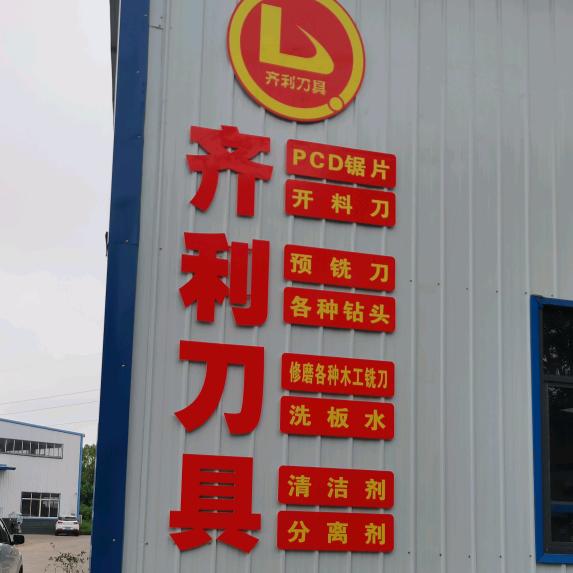 齐利刀具
齐利刀具
PCD锯片
开料刀
预铣刀
各种钻头
修磨各种木工铣刀
洗板水
清洁剂
分离剂